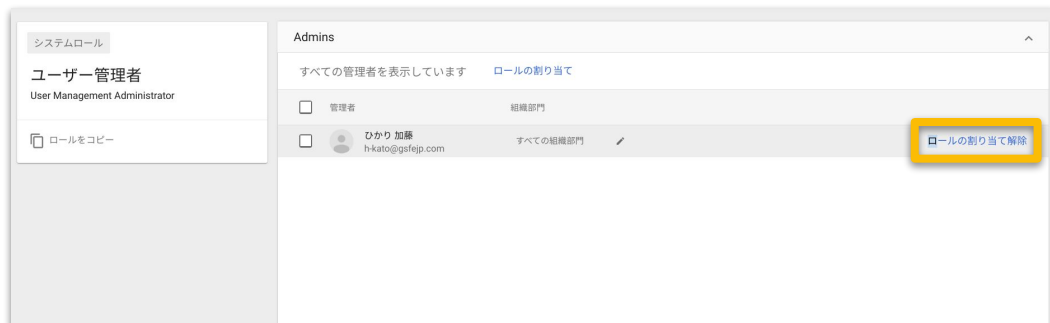 システムロール
ユーザー管理者
User Management Administrator
ロールをコピー
Admins
すべての管理者を表示しています ロールの割り当て
管理者 組織部門
ひかり 加藤
h-kato@gsfejp.com
すべての組織部門
ロールの割り当て解除